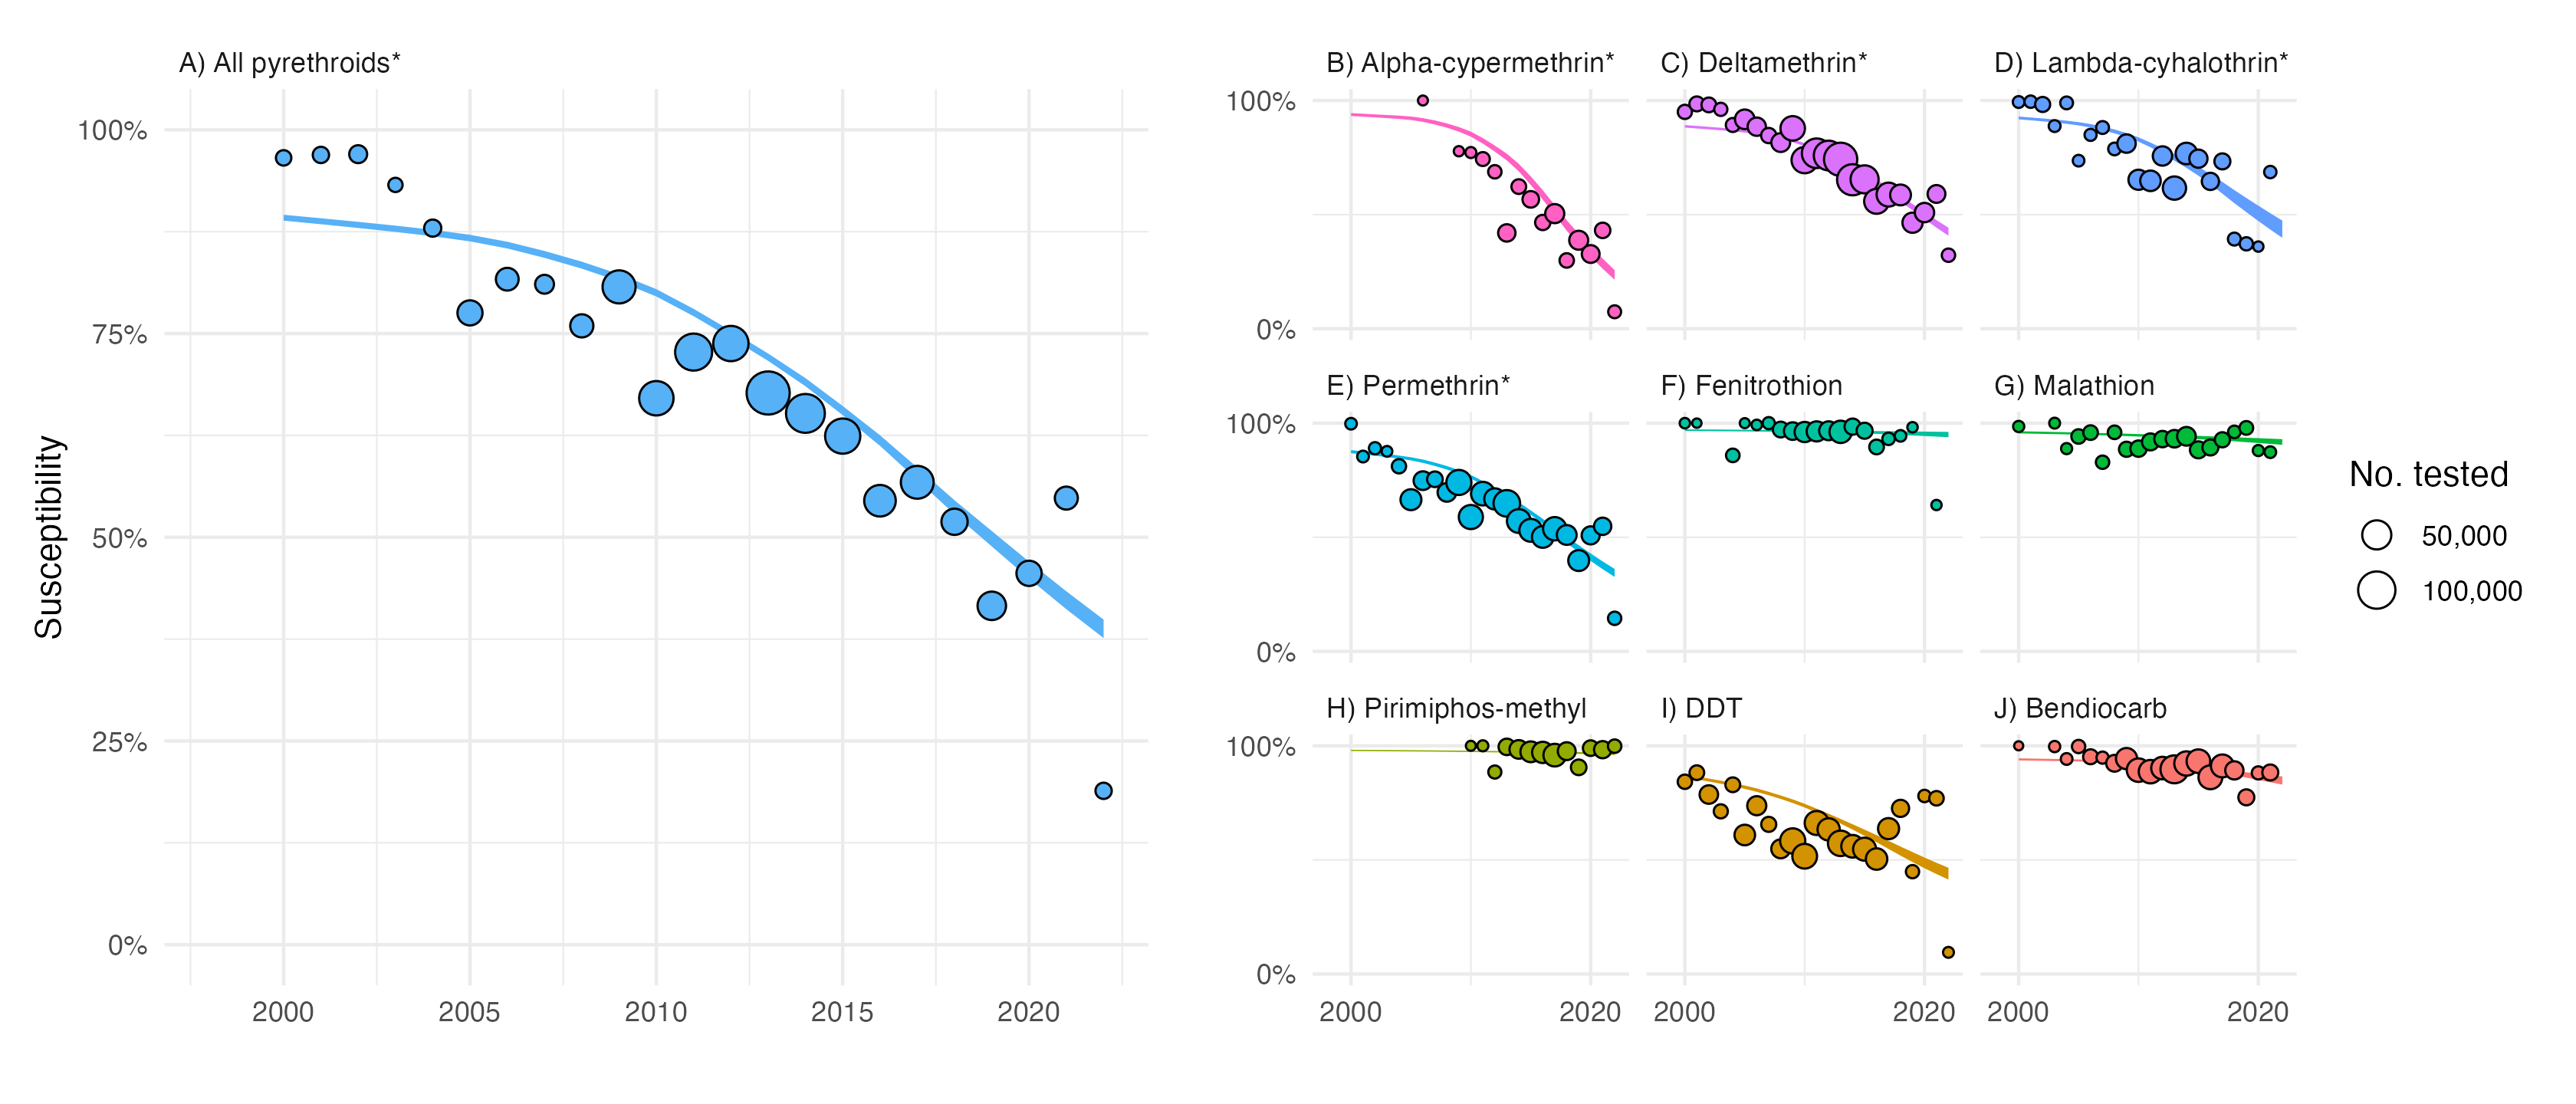 A) All pyrethroids*
100%
75%
50%
25%
0%
Susceptibility
2000 2005 2010 2015 2020
B) Alpha-cypermethrin* C) Deltamethrin* D) Lambda-cyhalothrin*
100%
0%
E) Permethrin* F) Fenitrothion G) Malathion
100%
0%
H) Pirimiphos-methyl I) DDT J) Bendiocarb
100%
0%
2000 2020 2000 2020 2000 2020
No. tested
50,000
100,000